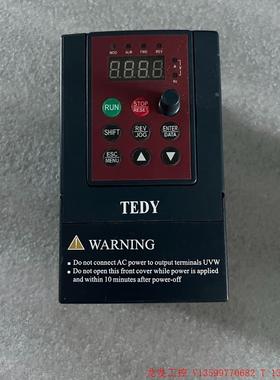 MOD ALM FWD REV
RUN
STOP
RESET
SHIFT
REV
JOG
ENTER
DATA
ESC
MENU
TEDY
WARNING
Do not connect AC power to output terminals UVW
Do not open this front cover while power is applied
and within 10 minutes after power-off
13599770682